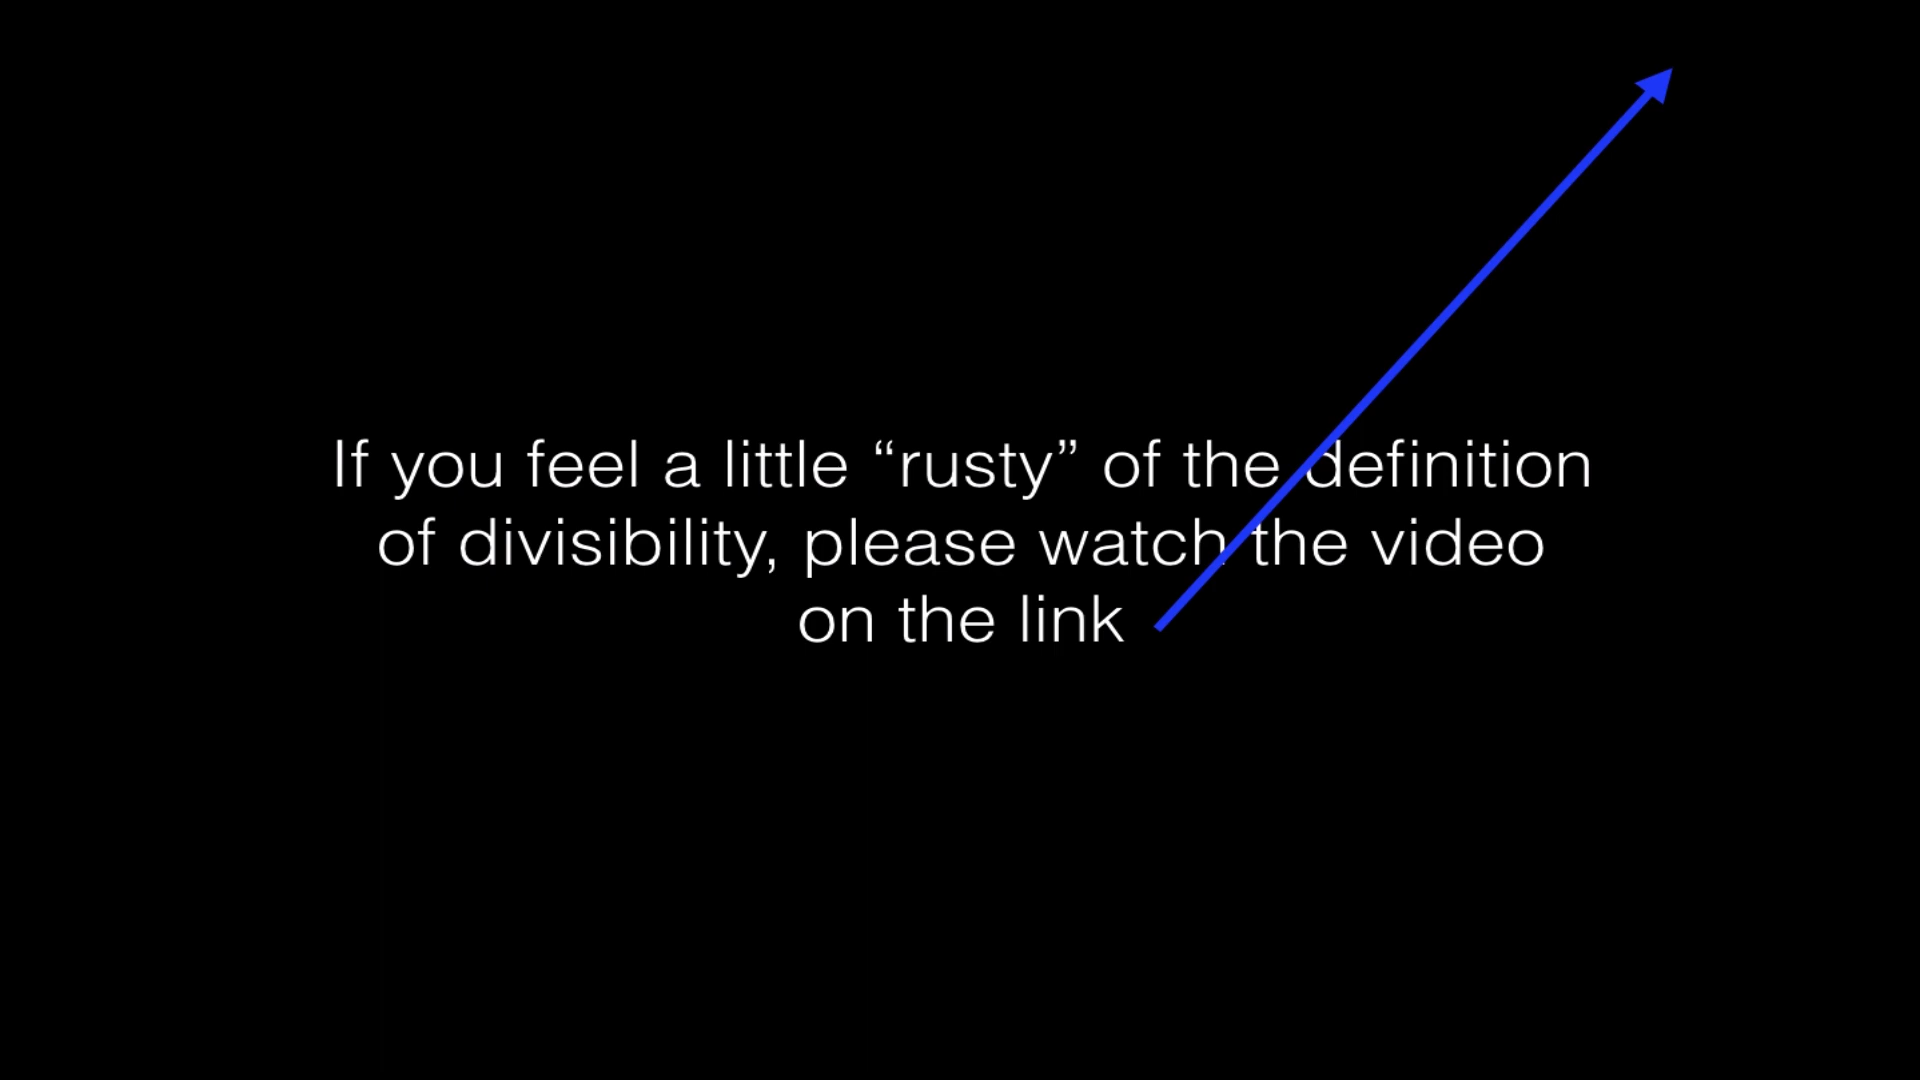 If you feel a little “rusty” of the definition
of divisibility, please watch the video
on the link